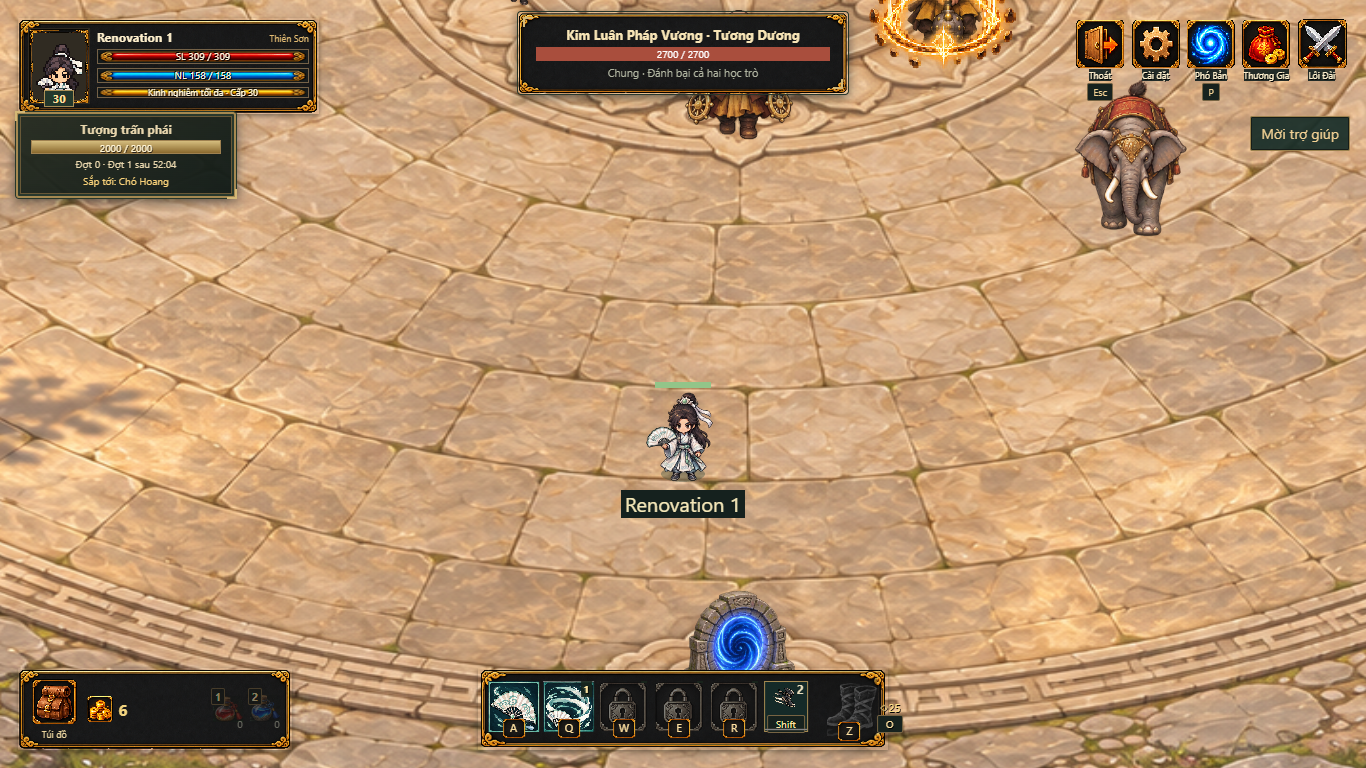 Renovation 1
Thiên Sơn
SL 309 / 309
NL 158 / 158
Kinh nghiệm tối đa · Cấp 30
30
Tượng trấn phái
2000 / 2000
Đợt 0 · Đợt 1 sau 52:04
Sắp tới: Chó Hoang
Kim Luân Pháp Vương · Tương Dương
2700 / 2700
Chung · Đánh bại cả hai học trò
Thoát
Cài đặt
Phó Bản
Thương Gia
Lôi Đài
Esc
P
Mời trợ giúp
Renovation 1
Túi đồ
6
1
0
2
0
A
1
Q
W
E
R
2
Shift
Z
25
O